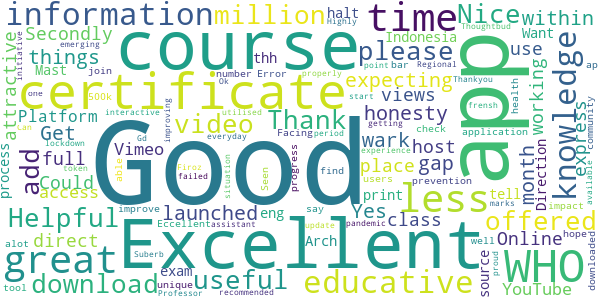 information million time Nice within
Secondly halt Highly emerging Indonesia Want Thoughtbud
things thh please use bar Regional Thankyou ap
Mast join number Error properly point
initiative attractive course expecting Working knowledge app
one 500k Ok start frensh health
certificate
Can interactive Gd utilised getting application express community
Platform Thank honesty views
process Get video Facing period check
lockdown improving wark host
add full Vimeo everyday experience gap month Direction available
Could able Firoz failed progress place
token situation Seen find users prevention tell
access print less
Good
Helpful launched Yes class offered
improve say eng impact
direct Eccellent assistant update pandemic Online well marks hope
great Suberb Arch Excellent WHO
alot exam recommended source proud
tool download unique Professor useful educative YouTube downloaded